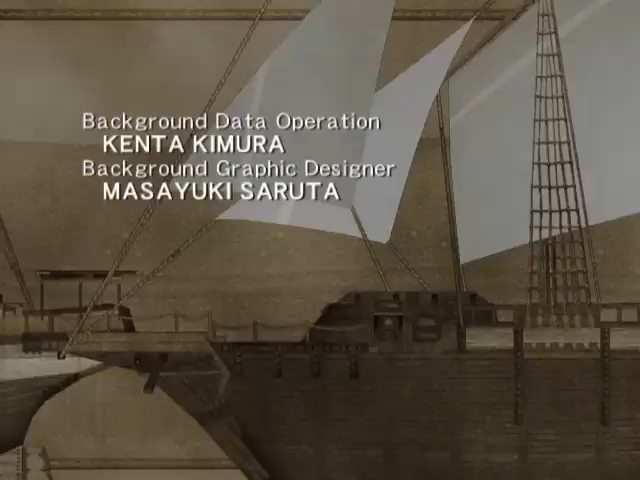 Background Data Operation
KENTA KIMURA
Background Graphic Designer
MASAYUKI SARUTA